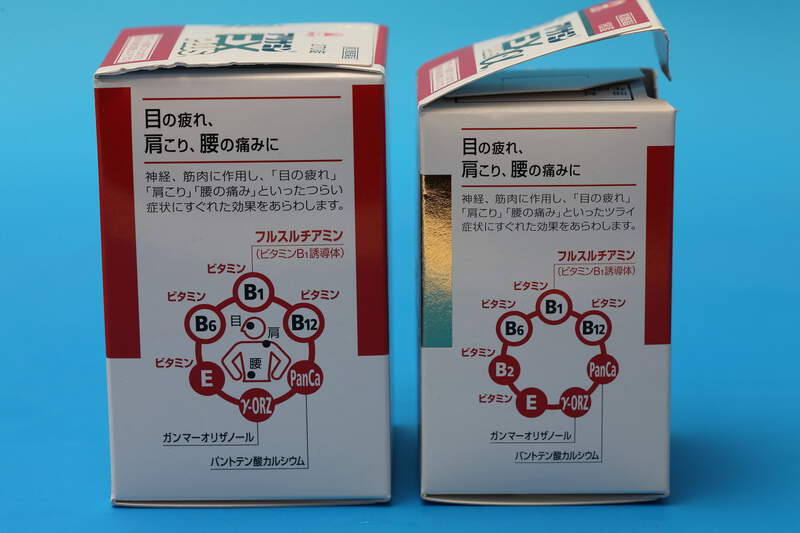 EX
目の疲れ、
肩こり、腰の痛みに
神経、筋肉に作用し、「目の疲れ」
「肩こり」「腰の痛み」といったつらい
症状にすぐれた効果をあらわします。
フルスルチアミン
（ビタミンB1誘導体）
ビタミン
B1
ビタミン
B6
ビタミン
B12
目
肩
腰
ビタミン
E
PanCa
γ-ORZ
ガンマーオリザノール
パントテン酸カルシウム
EX
目の疲れ、
肩こり、腰の痛みに
神経、筋肉に作用し、「目の疲れ」
「肩こり」「腰の痛み」といったツライ
症状にすぐれた効果をあらわします。
フルスルチアミン
（ビタミンB1誘導体）
ビタミン
B1
ビタミン
B6
ビタミン
B12
ビタミン
B2
PanCa
ビタミン
E
γ-ORZ
ガンマーオリザノール
パントテン酸カルシウム